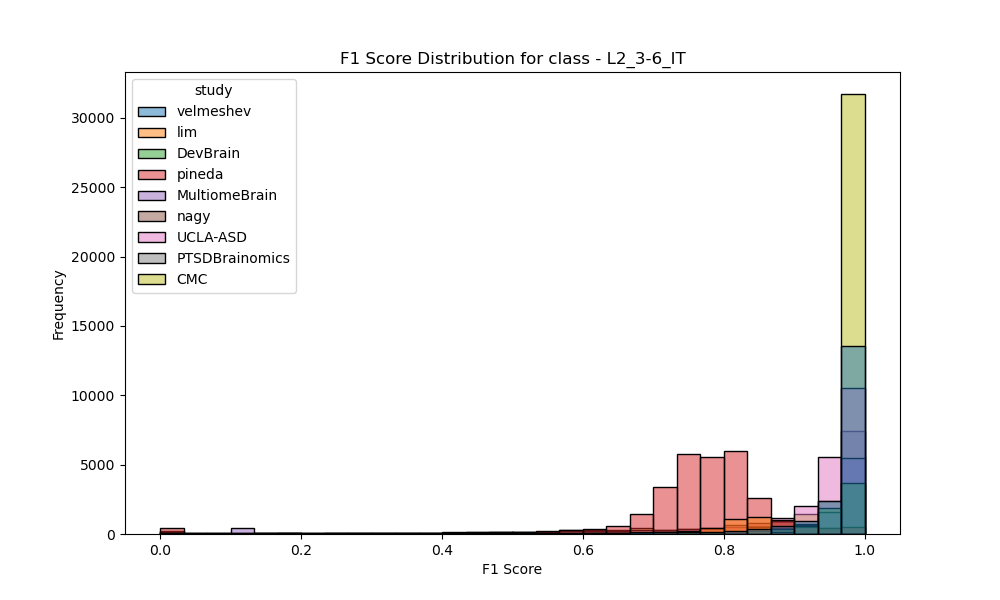 F1 Score Distribution for class - L2_3-6_IT
study
velmeshev
lim
DevBrain
pineda
MultiomeBrain
nagy
UCLA-ASD
PTSDBrainomics
CMC
Frequency
30000
25000
20000
15000
10000
5000
0
0.0 0.2 0.4 0.6 0.8 1.0
F1 Score